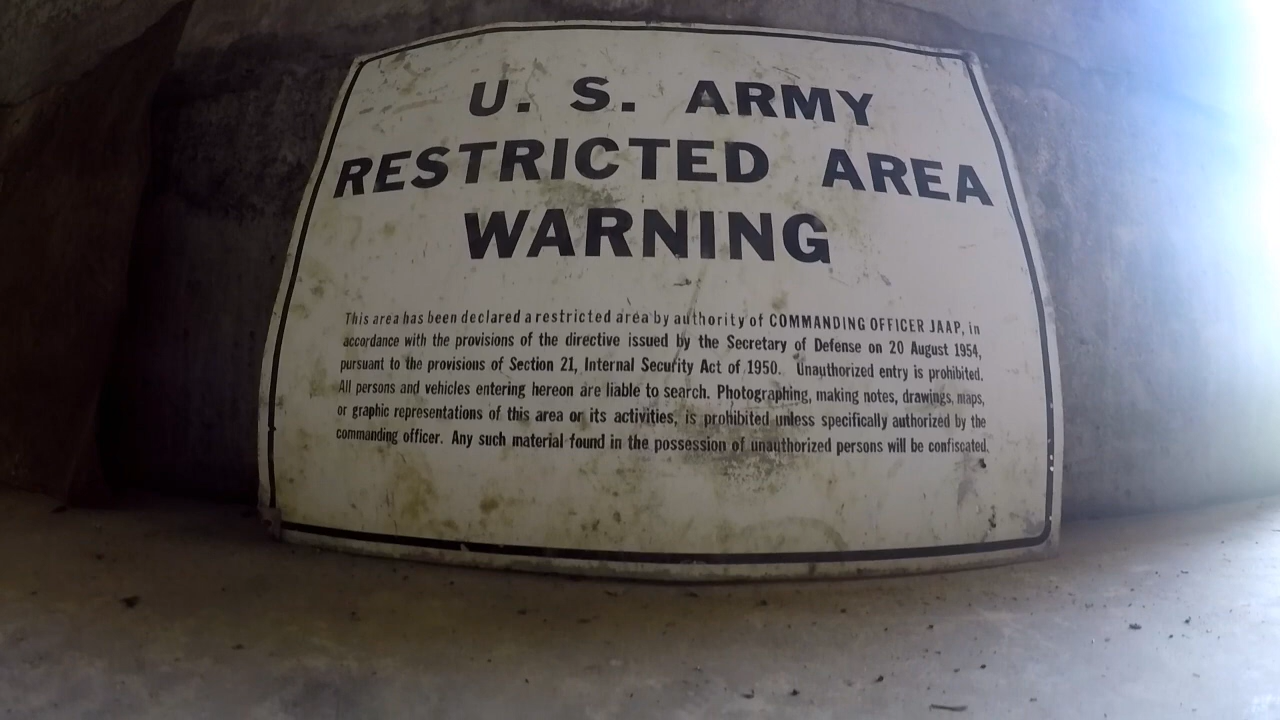 U. S. ARMY
RESTRICTED AREA
WARNING
This area has been declared a restricted area by authority of COMMANDING OFFICER JAAP, in
accordance with the provisions of the directive issued by the Secretary of Defense on 20 August 1954,
pursuant to the provisions of Section 21, Internal Security Act of 1950. Unauthorized entry is prohibited.
All persons and vehicles entering hereon are liable to search. Photographing, making notes, drawings, maps,
or graphic representations of this area or its activities, is prohibited unless specifically authorized by the
commanding officer. Any such material found in the possession of unauthorized persons will be confiscated.